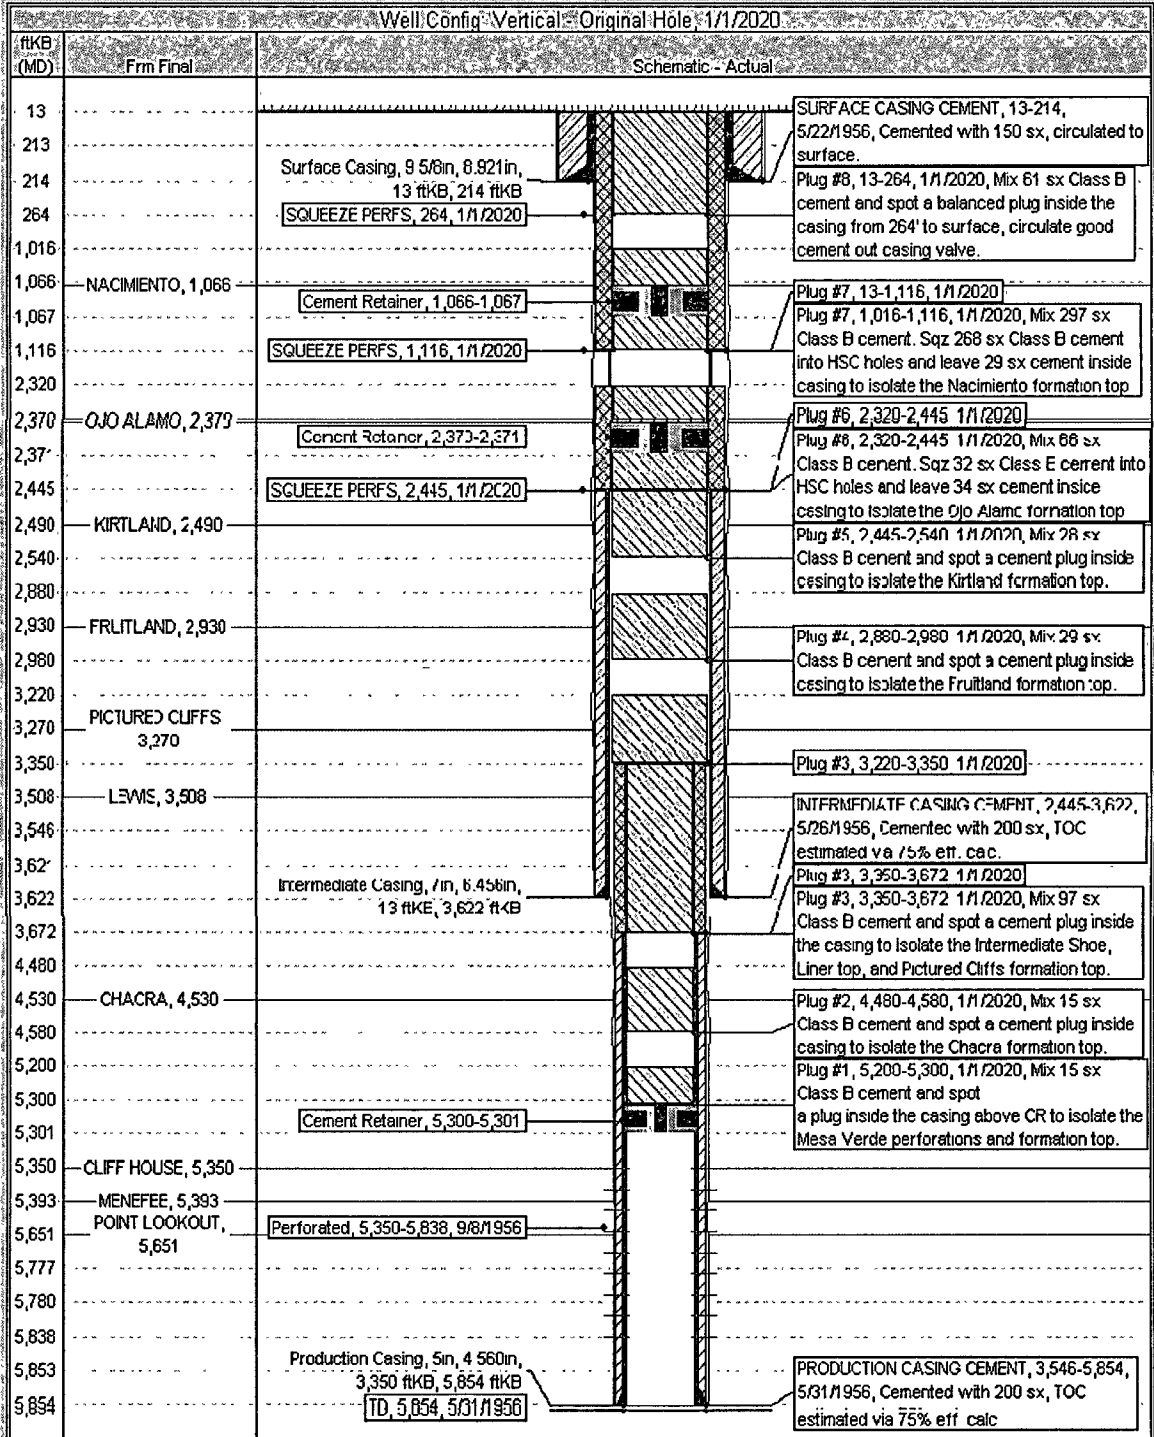 Well Config: Vertical - Original Hole, 1/1/2020
ftKB
(MD)
Frm Final
Schematic - Actual
13
213
214
264
1,016
1,066
1,067
1,116
2,320
2,370
2,37
2,445
2,490
2,540
2,880
2,930
2,980
3,220
3,270
3,350
3,508
3,546
3,62
3,622
3,672
4,480
4,530
4,580
5,200
5,300
5,301
5,350
5,393
5,651
5,777
5,780
5,838
5,853
5,854
NACIMIENTO, 1,066
OJO ALAMO, 2,370
KIRTLAND, 2,490
FRUITLAND, 2,930
PICTURED CLIFFS
3,270
LEWIS, 3,508
CHACRA, 4,530
CLIFF HOUSE, 5,350
MENEFEE, 5,393
POINT LOOKOUT,
5,651
Surface Casing, 9 5/8in, 8.921in,
13 ftKB, 214 ftKB
SQUEEZE PERFS, 264, 1/1/2020
Cement Retainer, 1,066-1,067
SQUEEZE PERFS, 1,116, 1/1/2020
Cement Retainer, 2,370-2,371
SQUEEZE PERFS, 2,445, 1/1/2020
Intermediate Casing, 7in, 6.456in,
13 ftKB, 3,622 ftKB
Cement Retainer, 5,300-5,301
Perforated, 5,350-5,838, 9/8/1956
Production Casing, 5in, 4 560in,
3,350 ftKB, 5,854 ftKB
TD, 5,854, 5/31/1956
SURFACE CASING CEMENT, 13-214,
5/22/1956, Cemented with 150 sx, circulated to
surface.
Plug #8, 13-264, 1/1/2020, Mix 61 sx Class B
cement and spot a balanced plug inside the
casing from 264' to surface, circulate good
cement out casing valve.
Plug #7, 13-1,116, 1/1/2020
Plug #7, 1,016-1,116, 1/1/2020, Mix 297 sx
Class B cement. Sqz 268 sx Class B cement
into HSC holes and leave 29 sx cement inside
casing to isolate the Nacimiento formation top
Plug #6, 2,320-2,445 1/1/2020
Plug #6, 2,320-2,445 1/1/2020, Mix 66 sx
Class B cement. Sqz 32 sx Class B cement into
HSC holes and leave 34 sx cement inside
casing to isolate the Ojo Alamo formation top
Plug #5, 2,445-2,540 1/1/2020, Mix 28 sx
Class B cement and spot a cement plug inside
casing to isolate the Kirtland formation top.
Plug #4, 2,880-2,980 1/1/2020, Mix 29 sx
Class B cement and spot a cement plug inside
casing to isolate the Fruitland formation top.
Plug #3, 3,220-3,350 1/1/2020
INTERMEDIATE CASING CEMENT, 2,445-3,622,
5/26/1956, Cemented with 200 sx, TOC
estimated via 75% eff. calc.
Plug #3, 3,350-3,672 1/1/2020
Plug #3, 3,350-3,672 1/1/2020, Mix 97 sx
Class B cement and spot a cement plug inside
the casing to isolate the Intermediate Shoe,
Liner top, and Pictured Cliffs formation top.
Plug #2, 4,480-4,580, 1/1/2020, Mix 15 sx
Class B cement and spot a cement plug inside
casing to isolate the Chacra formation top.
Plug #1, 5,200-5,300, 1/1/2020, Mix 15 sx
Class B cement and spot
a plug inside the casing above CR to isolate the
Mesa Verde perforations and formation top.
PRODUCTION CASING CEMENT, 3,546-5,854,
5/31/1956, Cemented with 200 sx, TOC
estimated via 75% eff calc